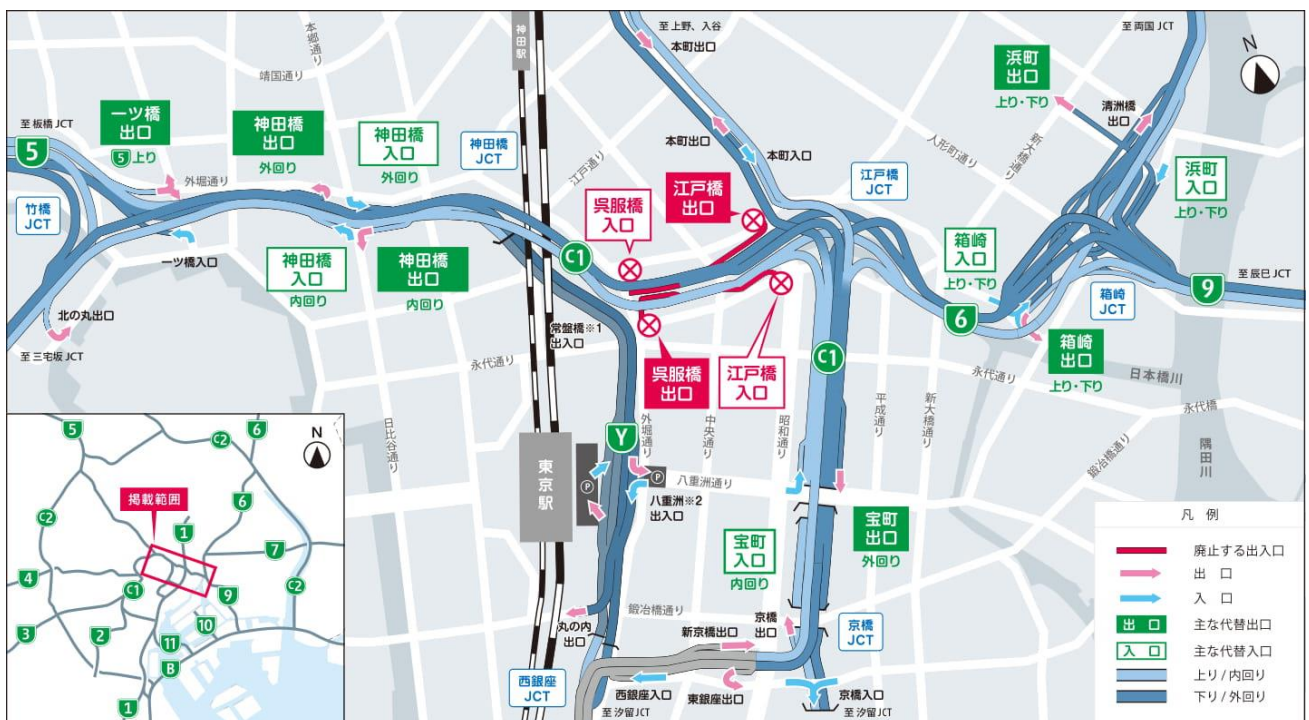 本郷通り
靖国通り
神田駅
至 上野、入谷
本町出口
至 両国 JCT
N
浜町
出口
上り・下り
清洲橋
出口
至 板橋 JCT
5
一ツ橋
出口
5 上り
外堀通り
神田橋
出口
外回り
神田橋
入口
外回り
神田橋
JCT
江戸通り
本町出口
本町入口
人形町通り
新大橋通り
浜町
入口
上り・下り
竹橋
JCT
一ツ橋入口
神田橋
入口
内回り
神田橋
出口
内回り
C1
呉服橋
入口
江戸橋
出口
江戸橋
JCT
箱崎
入口
上り・下り
6
箱崎
JCT
9
至 辰巳 JCT
北の丸出口
至 三宅坂 JCT
常盤橋※1
出入口
永代通り
呉服橋
出口
江戸橋
入口
C1
箱崎
出口
上り・下り
永代通り
日本橋川
永代橋
日比谷通り
外堀通り
中央通り
昭和通り
平成通り
新大橋通り
鍛冶橋通り
隅田川
Y
東京駅
P
P
八重洲通り
八重洲※2
出入口
宝町
入口
内回り
宝町
出口
外回り
鍛冶橋通り
丸の内
出口
新京橋出口
京橋
出口
京橋
JCT
西銀座
JCT
西銀座入口
至 汐留JCT
東銀座出口
京橋入口
至 汐留JCT
N
掲載範囲
5
C2
6
C2
1
6
7
4
C1
9
C2
3
2
11
10
B
1
凡 例
廃止する出入口
出 口
入 口
出 口 主な代替出口
入 口 主な代替入口
上り / 内回り
下り / 外回り